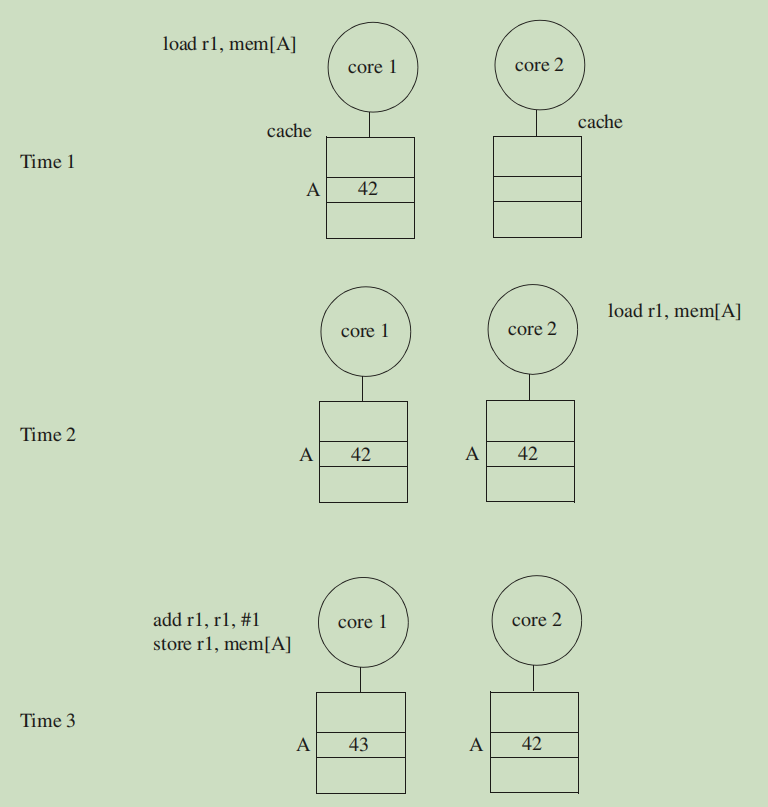 load r1, mem[A]
core 1
core 2
cache
cache
Time 1
A
42
core 1
core 2
load r1, mem[A]
Time 2
A
42
A
42
add r1, r1, #1
store r1, mem[A]
core 1
core 2
Time 3
A
43
A
42